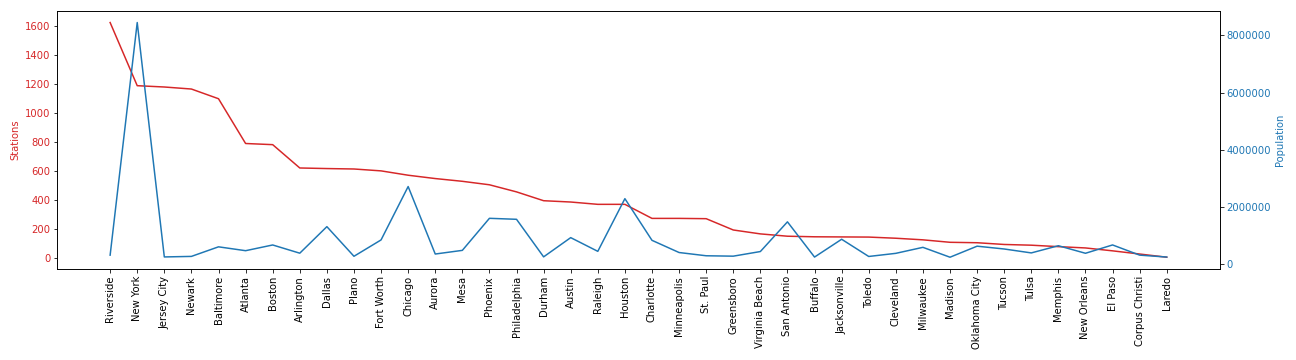 1600
1400
1200
1000
800
600
400
200
0
Stations
8000000
6000000
4000000
2000000
0
Population
Riverside
New York
Jersey City
Newark
Baltimore
Atlanta
Boston
Arlington
Dallas
Plano
Fort Worth
Chicago
Aurora
Mesa
Phoenix
Philadelphia
Durham
Austin
Raleigh
Houston
Charlotte
Minneapolis
St. Paul
Greensboro
Virginia Beach
San Antonio
Buffalo
Jacksonville
Toledo
Cleveland
Milwaukee
Madison
Oklahoma City
Tucson
Tulsa
Memphis
New Orleans
El Paso
Corpus Christi
Laredo